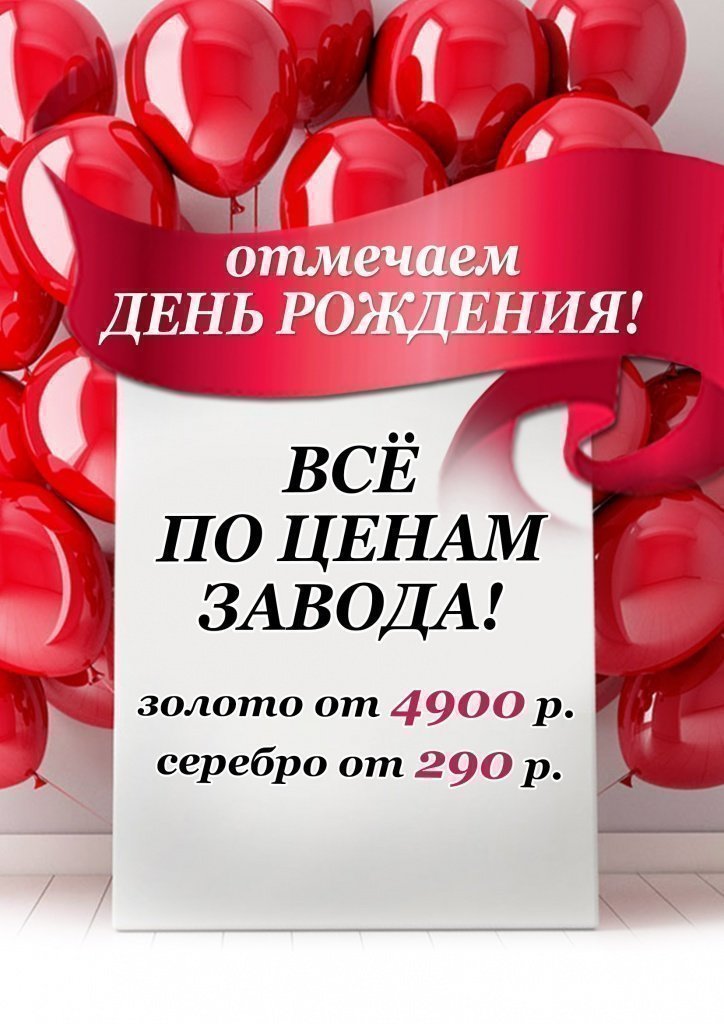 отмечаем
ДЕНЬ РОЖДЕНИЯ!
ВСЁ
ПО ЦЕНАМ
ЗАВОДА!
золото от 4900 р.
серебро от 290 р.